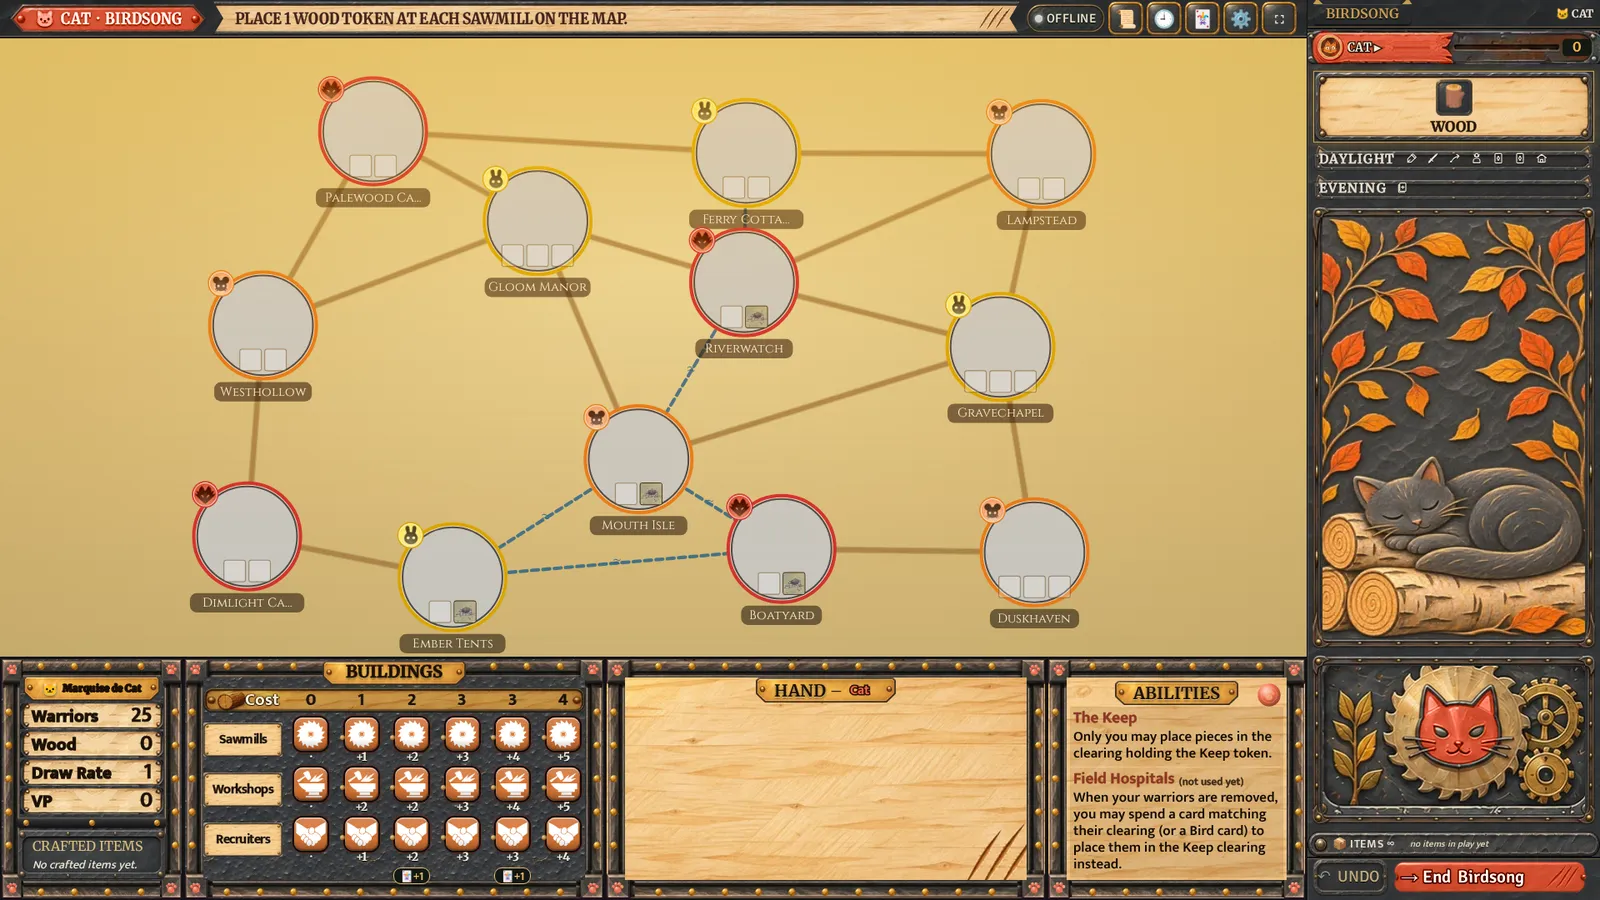 CAT · BIRDSONG
PLACE 1 WOOD TOKEN AT EACH SAWMILL ON THE MAP.
OFFLINE
BIRDSONG
CAT
CAT
0
WOOD
DAYLIGHT
EVENING
PALEWOOD CA...
FERRY COTTA...
LAMPSTEAD
GLOOM MANOR
RIVERWATCH
WESTHOLLOW
GRAVECHAPEL
MOUTH ISLE
DIMLIGHT CA...
EMBER TENTS
BOATYARD
DUSKHAVEN
Marquise de Cat
Warriors 25
Wood 0
Draw Rate 1
VP 0
CRAFTED ITEMS
No crafted items yet.
BUILDINGS
Cost 0 1 2 3 3 4
Sawmills
+1 +2 +3 +4 +5
Workshops
+2 +2 +3 +4 +5
Recruiters
+1 +2 +3 +3 +4
+1 +1
HAND – Cat
ABILITIES
The Keep
Only you may place pieces in the
clearing holding the Keep token.
Field Hospitals (not used yet)
When your warriors are removed,
you may spend a card matching
their clearing (or a Bird card) to
place them in the Keep clearing
instead.
ITEMS ∞ no items in play yet
UNDO
→ End Birdsong